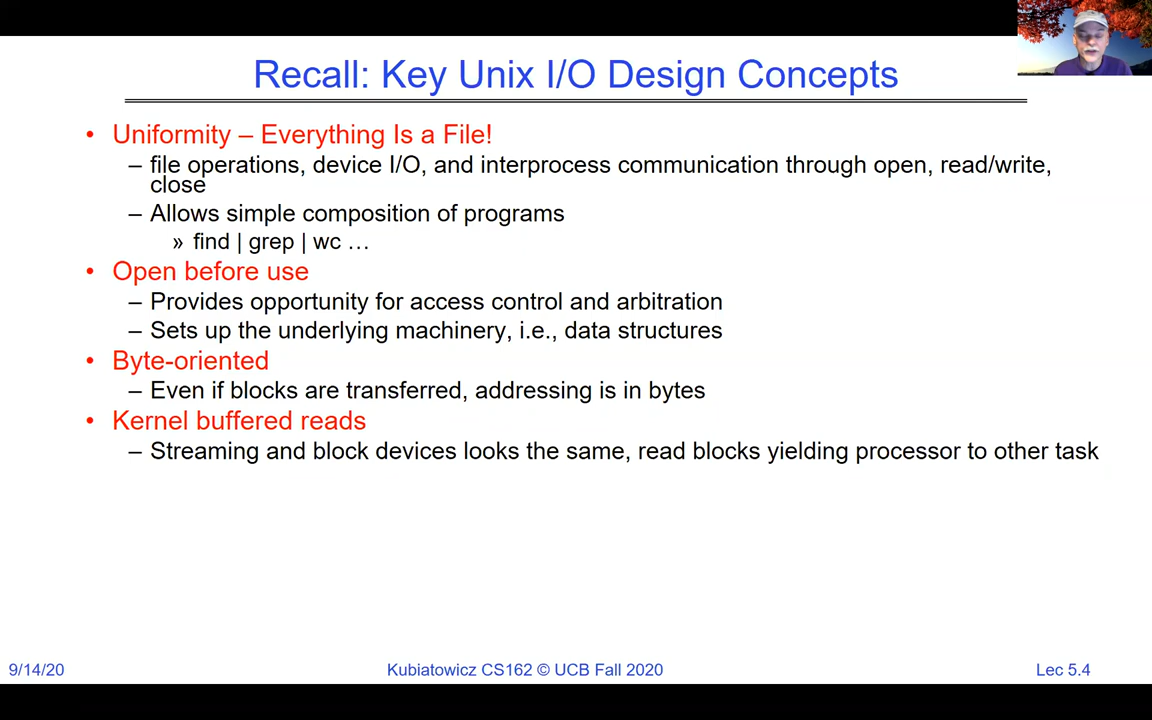 Recall: Key Unix I/O Design Concepts
• Uniformity – Everything Is a File!
– file operations, device I/O, and interprocess communication through open, read/write,
close
– Allows simple composition of programs
» find | grep | wc …
• Open before use
– Provides opportunity for access control and arbitration
– Sets up the underlying machinery, i.e., data structures
• Byte-oriented
– Even if blocks are transferred, addressing is in bytes
• Kernel buffered reads
– Streaming and block devices looks the same, read blocks yielding processor to other task
9/14/20
Kubiatowicz CS162 © UCB Fall 2020
Lec 5.4